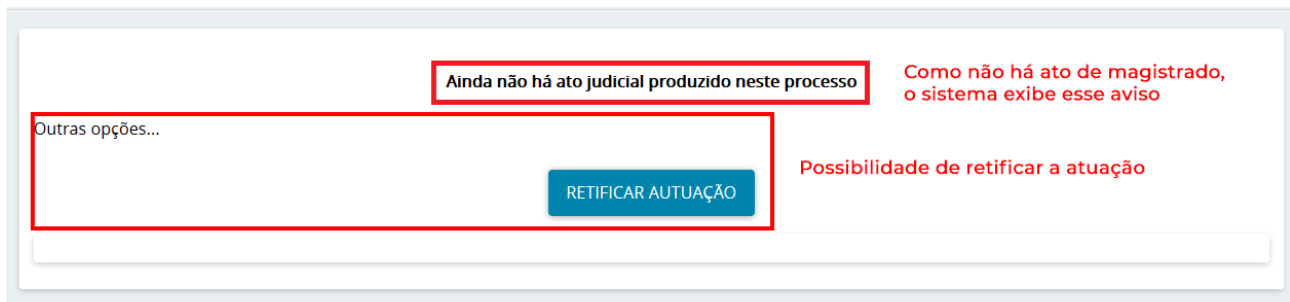 Ainda não há ato judicial produzido neste processo
Como não há ato de magistrado,
o sistema exibe esse aviso
Outras opções...
Possibilidade de retificar a atuação
RETIFICAR AUTUAÇÃO